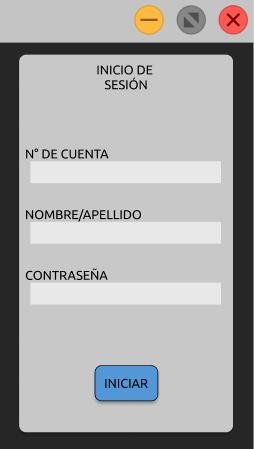 INICIO DE
SESIÓN
N° DE CUENTA
NOMBRE/APELLIDO
CONTRASEÑA
INICIAR